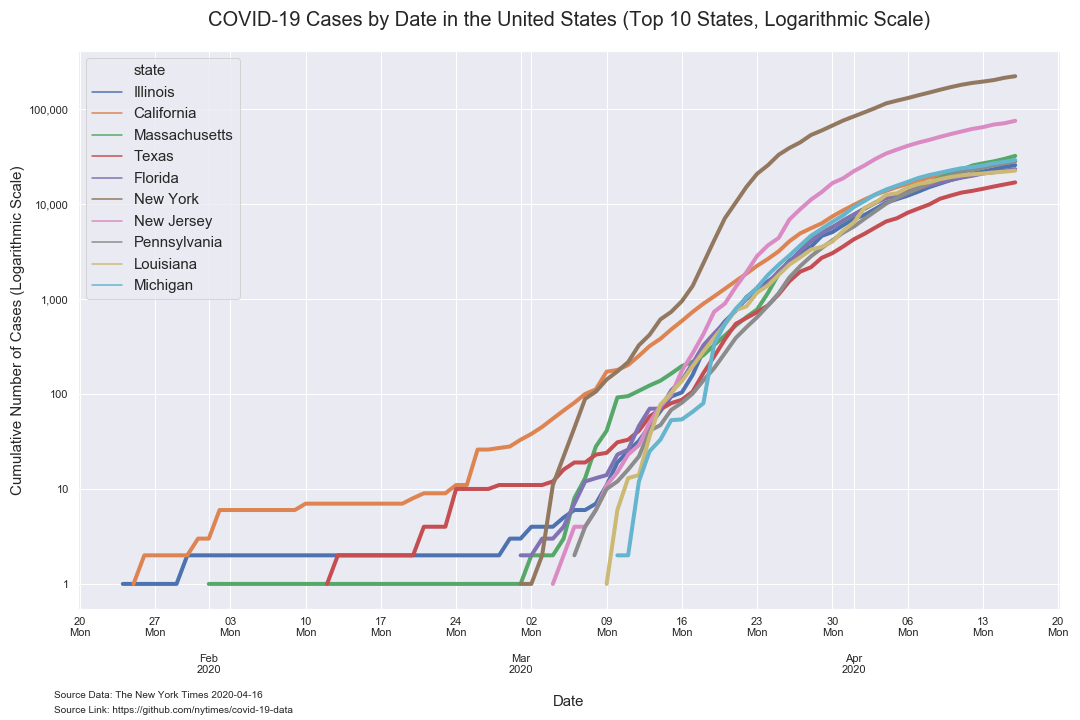 COVID-19 Cases by Date in the United States (Top 10 States, Logarithmic Scale)
Cumulative Number of Cases (Logarithmic Scale)
100,000
10,000
1,000
100
10
1
state
Illinois
California
Massachusetts
Texas
Florida
New York
New Jersey
Pennsylvania
Louisiana
Michigan
20 27 03 10 17 24 02 09 16 23 30 06 13 20
Mon Mon Mon Mon Mon Mon Mon Mon Mon Mon Mon Mon Mon Mon
Feb Mar Apr
2020 2020 2020
Date
Source Data: The New York Times 2020-04-16
Source Link: https://github.com/nytimes/covid-19-data